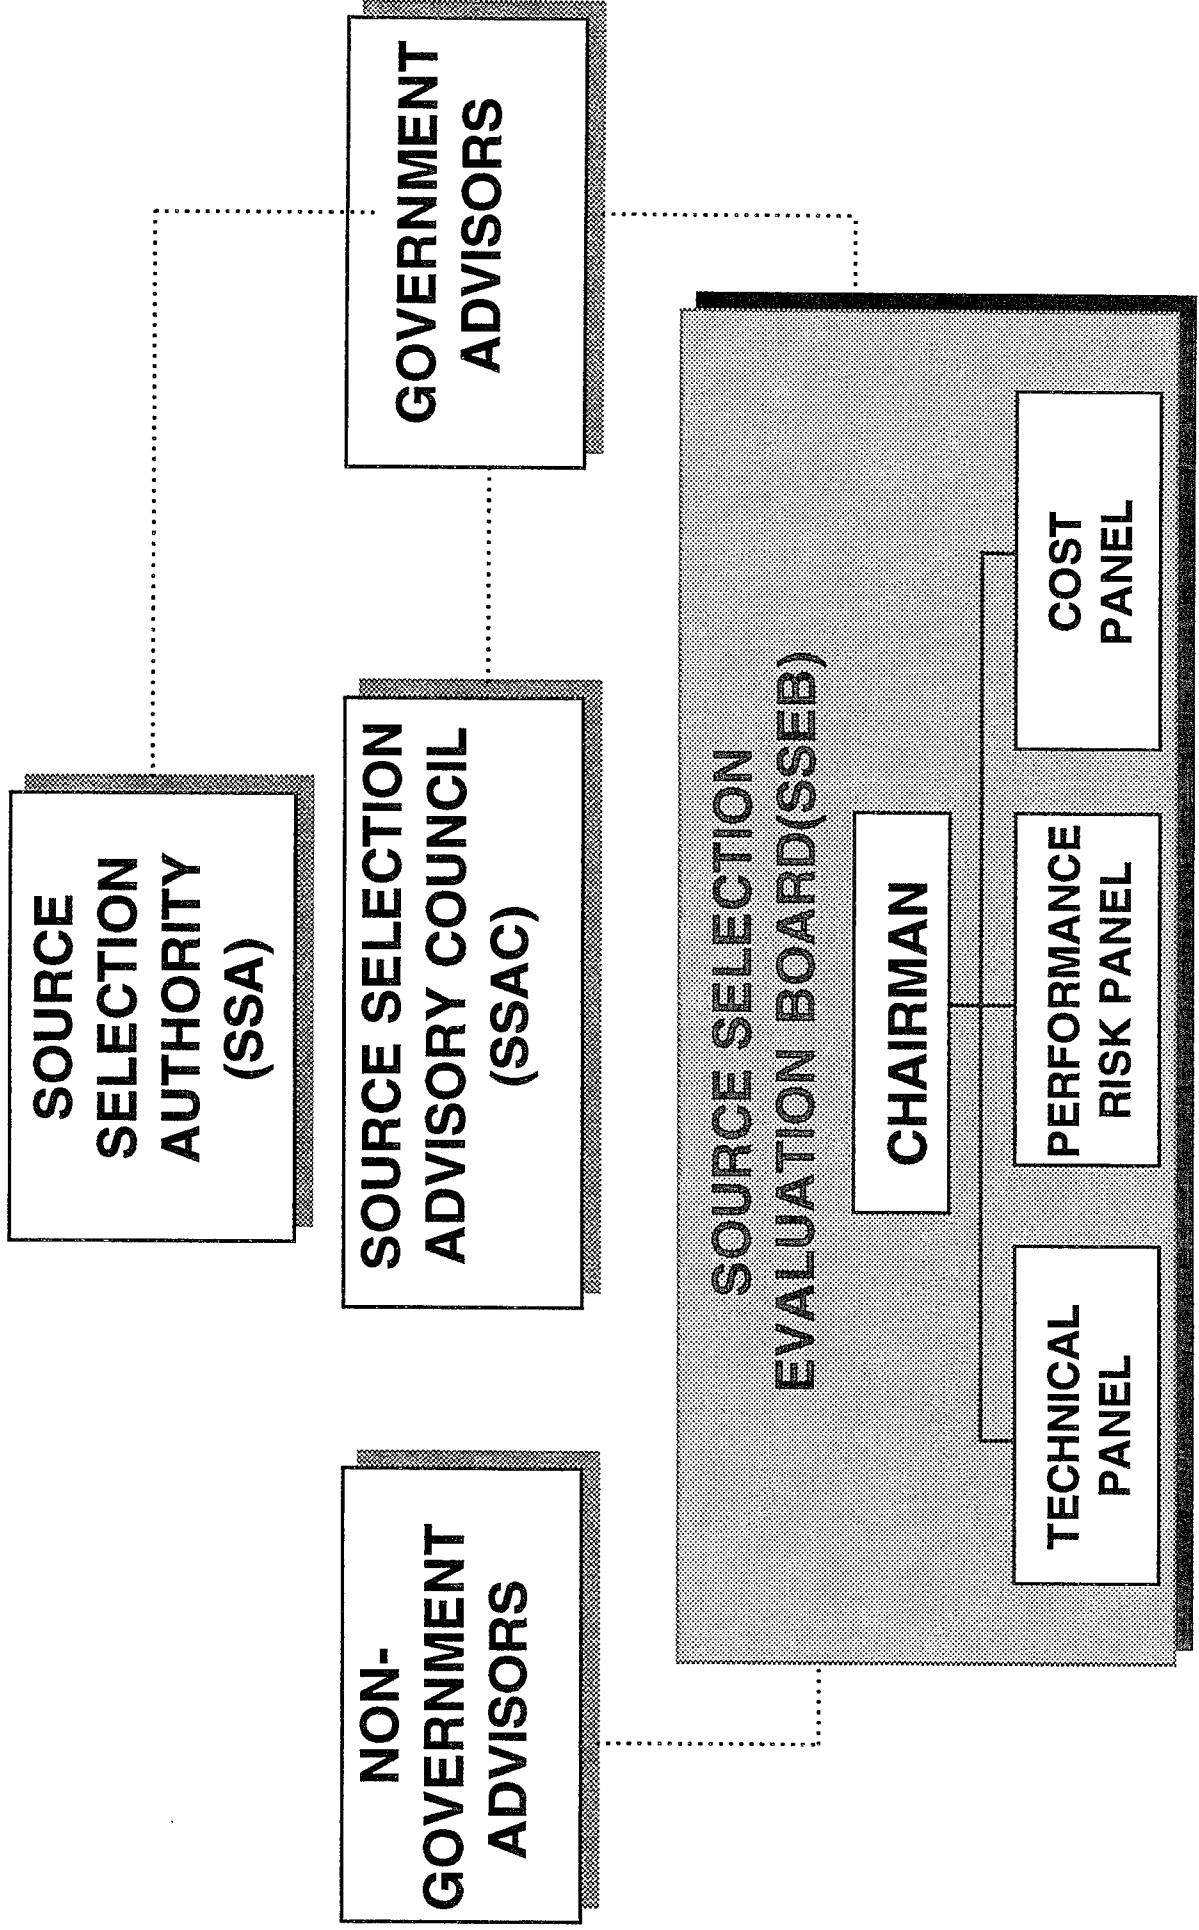 SOURCE
SELECTION
AUTHORITY
(SSA)
NON-
GOVERNMENT
ADVISORS
SOURCE SELECTION
ADVISORY COUNCIL
(SSAC)
GOVERNMENT
ADVISORS
SOURCE SELECTION
EVALUATION BOARD(SSEB)
CHAIRMAN
TECHNICAL
PANEL
PERFORMANCE
RISK PANEL
COST
PANEL